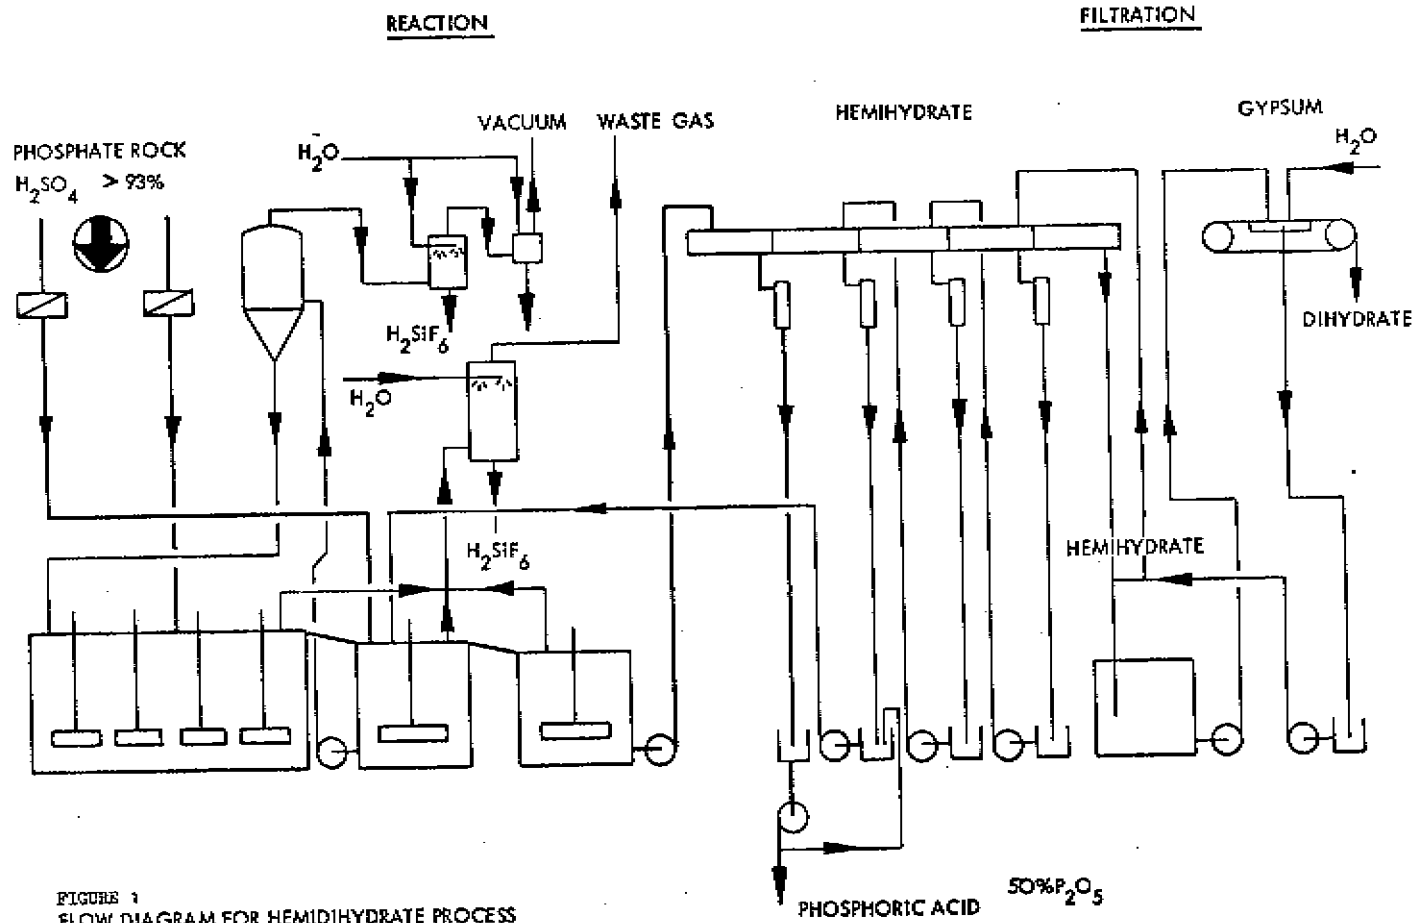 REACTION
FILTRATION
VACUUM
WASTE GAS
HEMIHYDRATE
GYPSUM
H2O
H2O
PHOSPHATE ROCK
H2SO4 > 93%
H2SiF6
DIHYDRATE
H2O
H2SiF6
HEMIHYDRATE
50%P2O5
PHOSPHORIC ACID
FIGURE 1
FLOW DIAGRAM FOR HEMIDIHYDRATE PROCESS